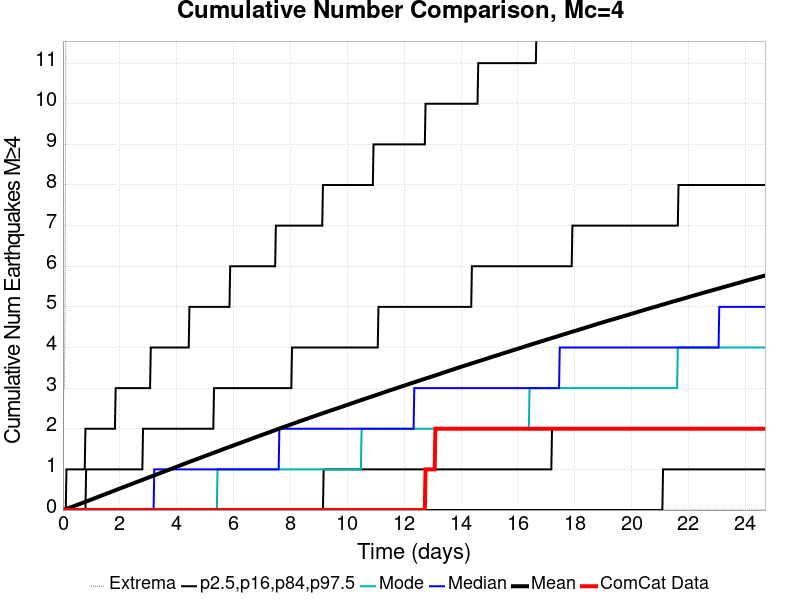 Cumulative Number Comparison, Mc=4
Cumulative Num Earthquakes M≥4
11
10
9
8
7
6
5
4
3
2
1
0
0 2 4 6 8 10 12 14 16 18 20 22 24
Time (days)
Extrema p2.5,p16,p84,p97.5 Mode Median Mean ComCat Data